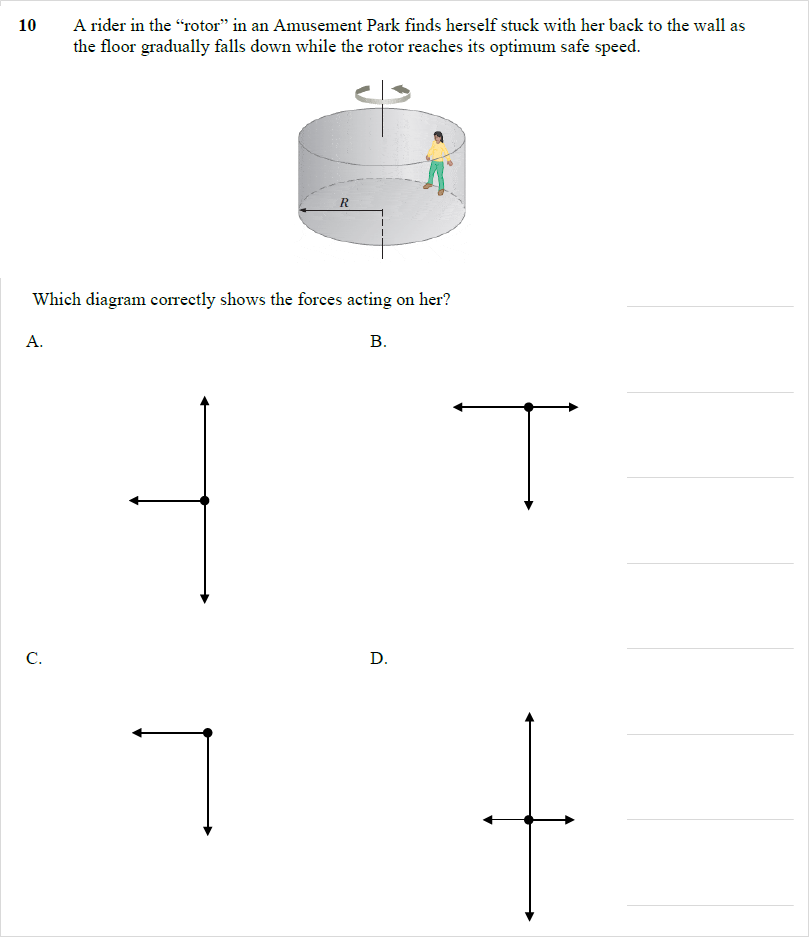 10 A rider in the “rotor” in an Amusement Park finds herself stuck with her back to the wall as
the floor gradually falls down while the rotor reaches its optimum safe speed.
R
Which diagram correctly shows the forces acting on her?
A.
B.
C.
D.